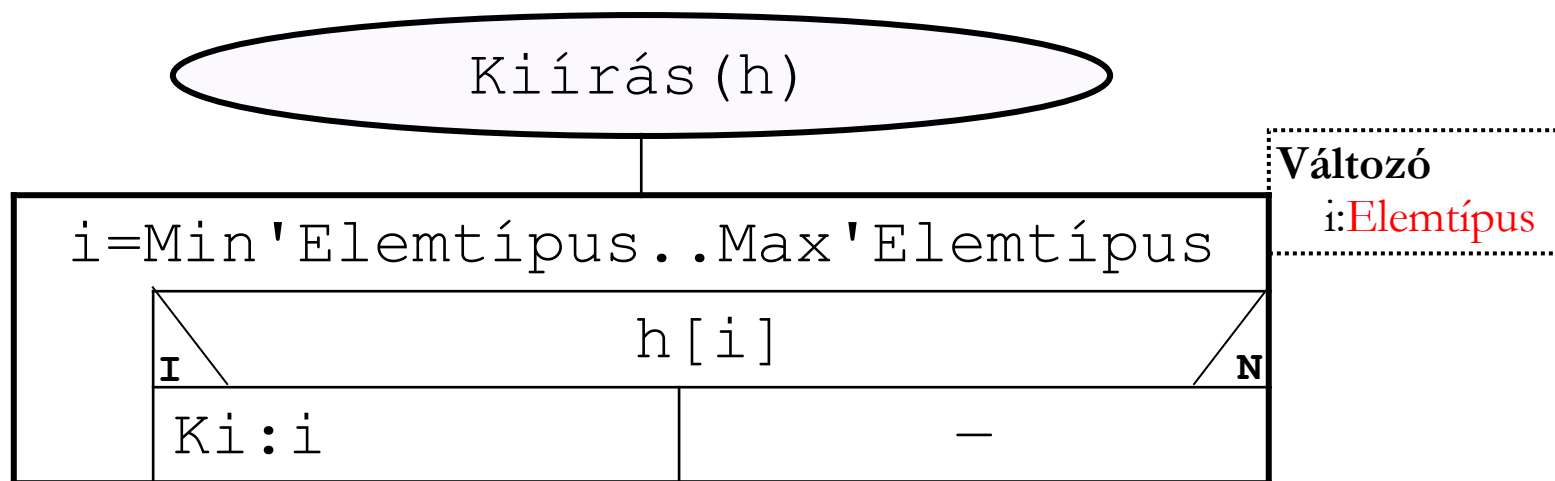 Kiírás(h)
Változó
i:Elemtípus
i=Min'Elemtípus..Max'Elemtípus
h[i]
I
N
Ki:i
—